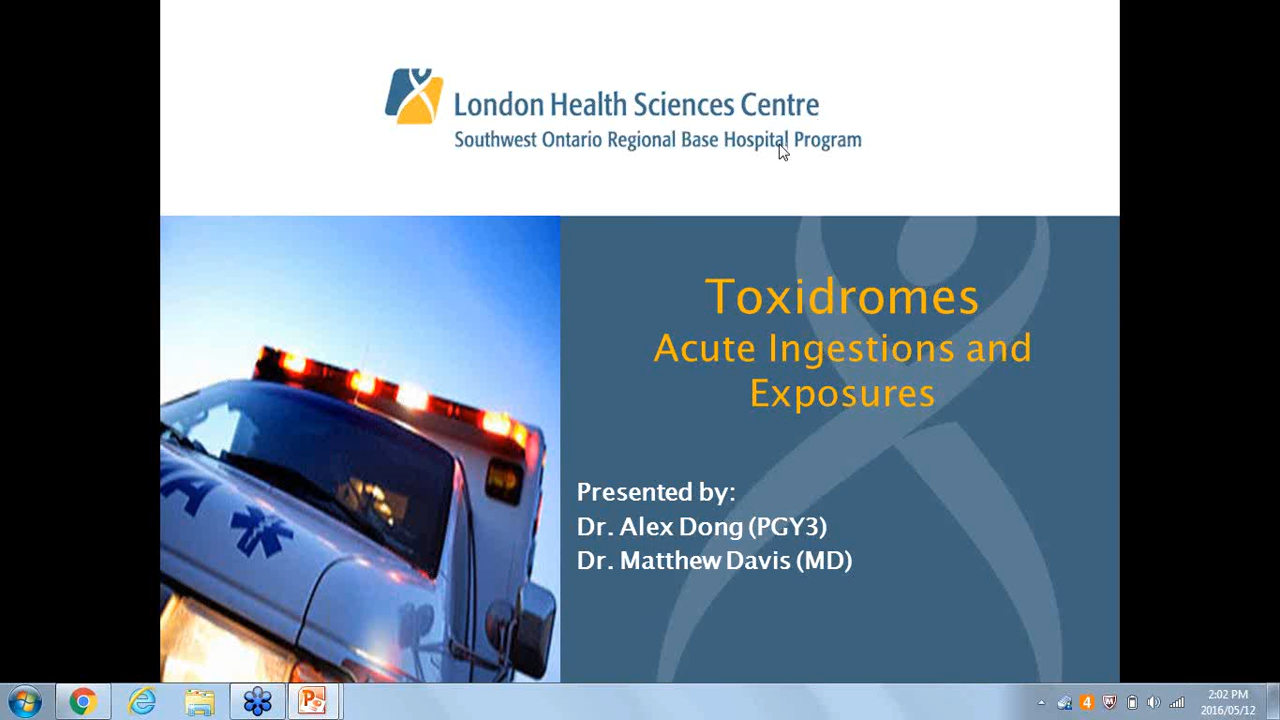 London Health Sciences Centre
Southwest Ontario Regional Base Hospital Program
Toxidromes
Acute Ingestions and
Exposures
Presented by:
Dr. Alex Dong (PGY3)
Dr. Matthew Davis (MD)
A
4
2:02 PM
2016/05/12